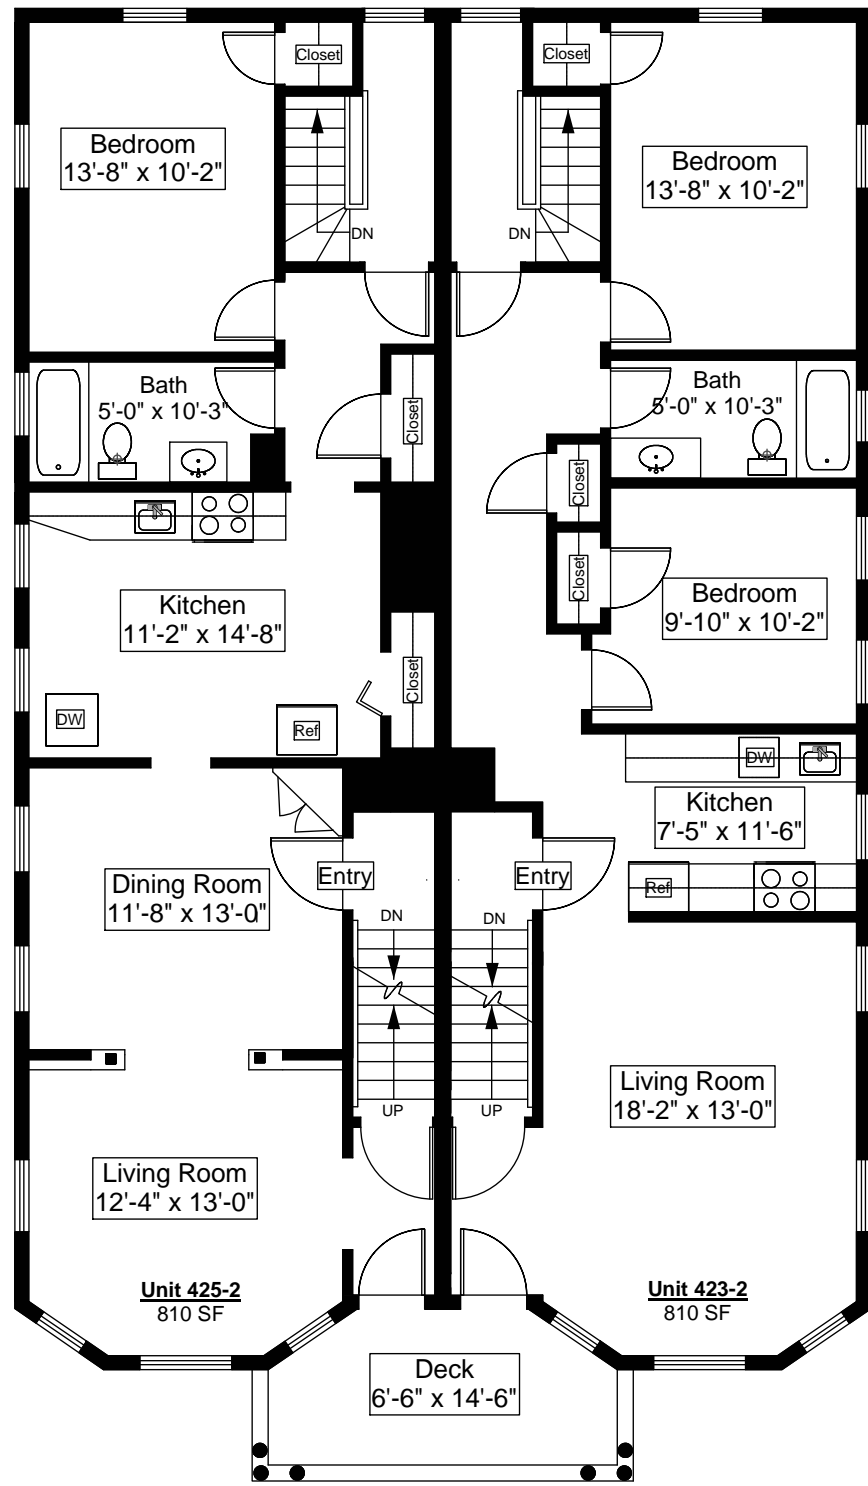 Closet
Closet
Bedroom
13'-8" x 10'-2"
Bedroom
13'-8" x 10'-2"
DN
DN
Bath
5'-0" x 10'-3"
Bath
5'-0" x 10'-3"
Closet
Closet
Closet
Kitchen
11'-2" x 14'-8"
Bedroom
9'-10" x 10'-2"
Closet
DW
Ref
DW
Kitchen
7'-5" x 11'-6"
Dining Room
11'-8" x 13'-0"
Entry
Entry
Ref
DN
DN
Living Room
18'-2" x 13'-0"
UP
UP
Living Room
12'-4" x 13'-0"
Unit 425-2
810 SF
Unit 423-2
810 SF
Deck
6'-6" x 14'-6"